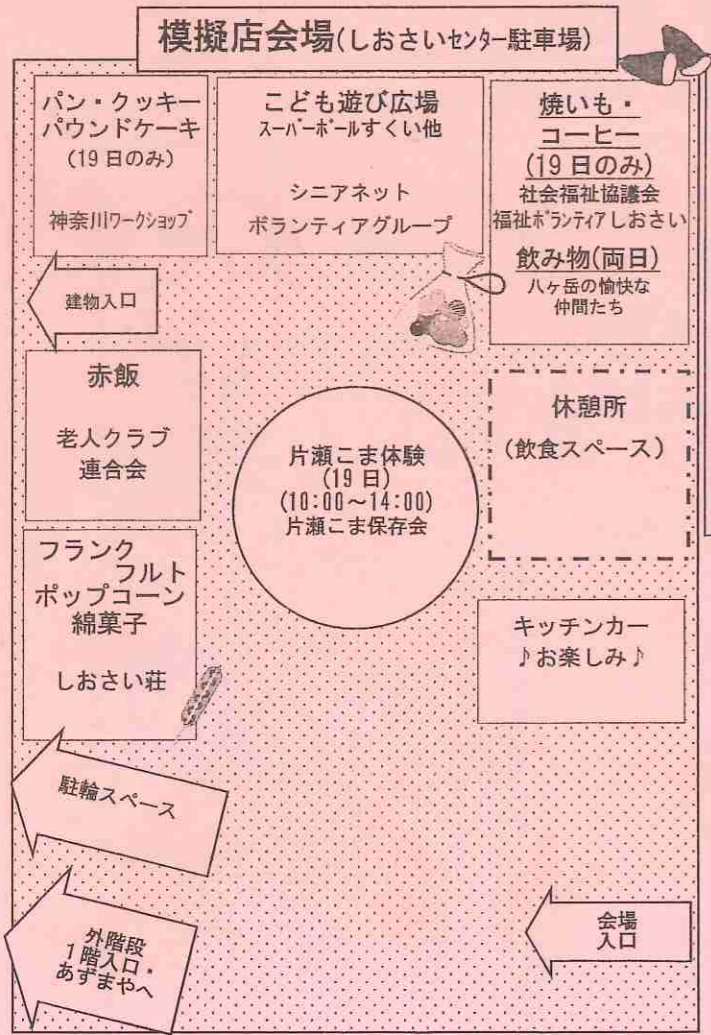 模擬店会場(しおさいセンター駐車場)
パン・クッキー
パウンドケーキ
(19日のみ)
神奈川ワークショップ
こども遊び広場
スーパーボールすくい他
シニアネット
ボランティアグループ
焼いも・
コーヒー
(19日のみ)
社会福祉協議会
福祉ボランティアしおさい
飲み物(両日)
八ヶ岳の愉快な
仲間たち
建物入口
赤飯
老人クラブ
連合会
片瀬こま体験
(19日)
(10:00～14:00)
片瀬こま保存会
休憩所
(飲食スペース)
フランク
フルト
ポップコーン
綿菓子
しおさい荘
キッチンカー
♪お楽しみ♪
駐輪スペース
外階段
1階入口・
あずまやへ
会場
入口